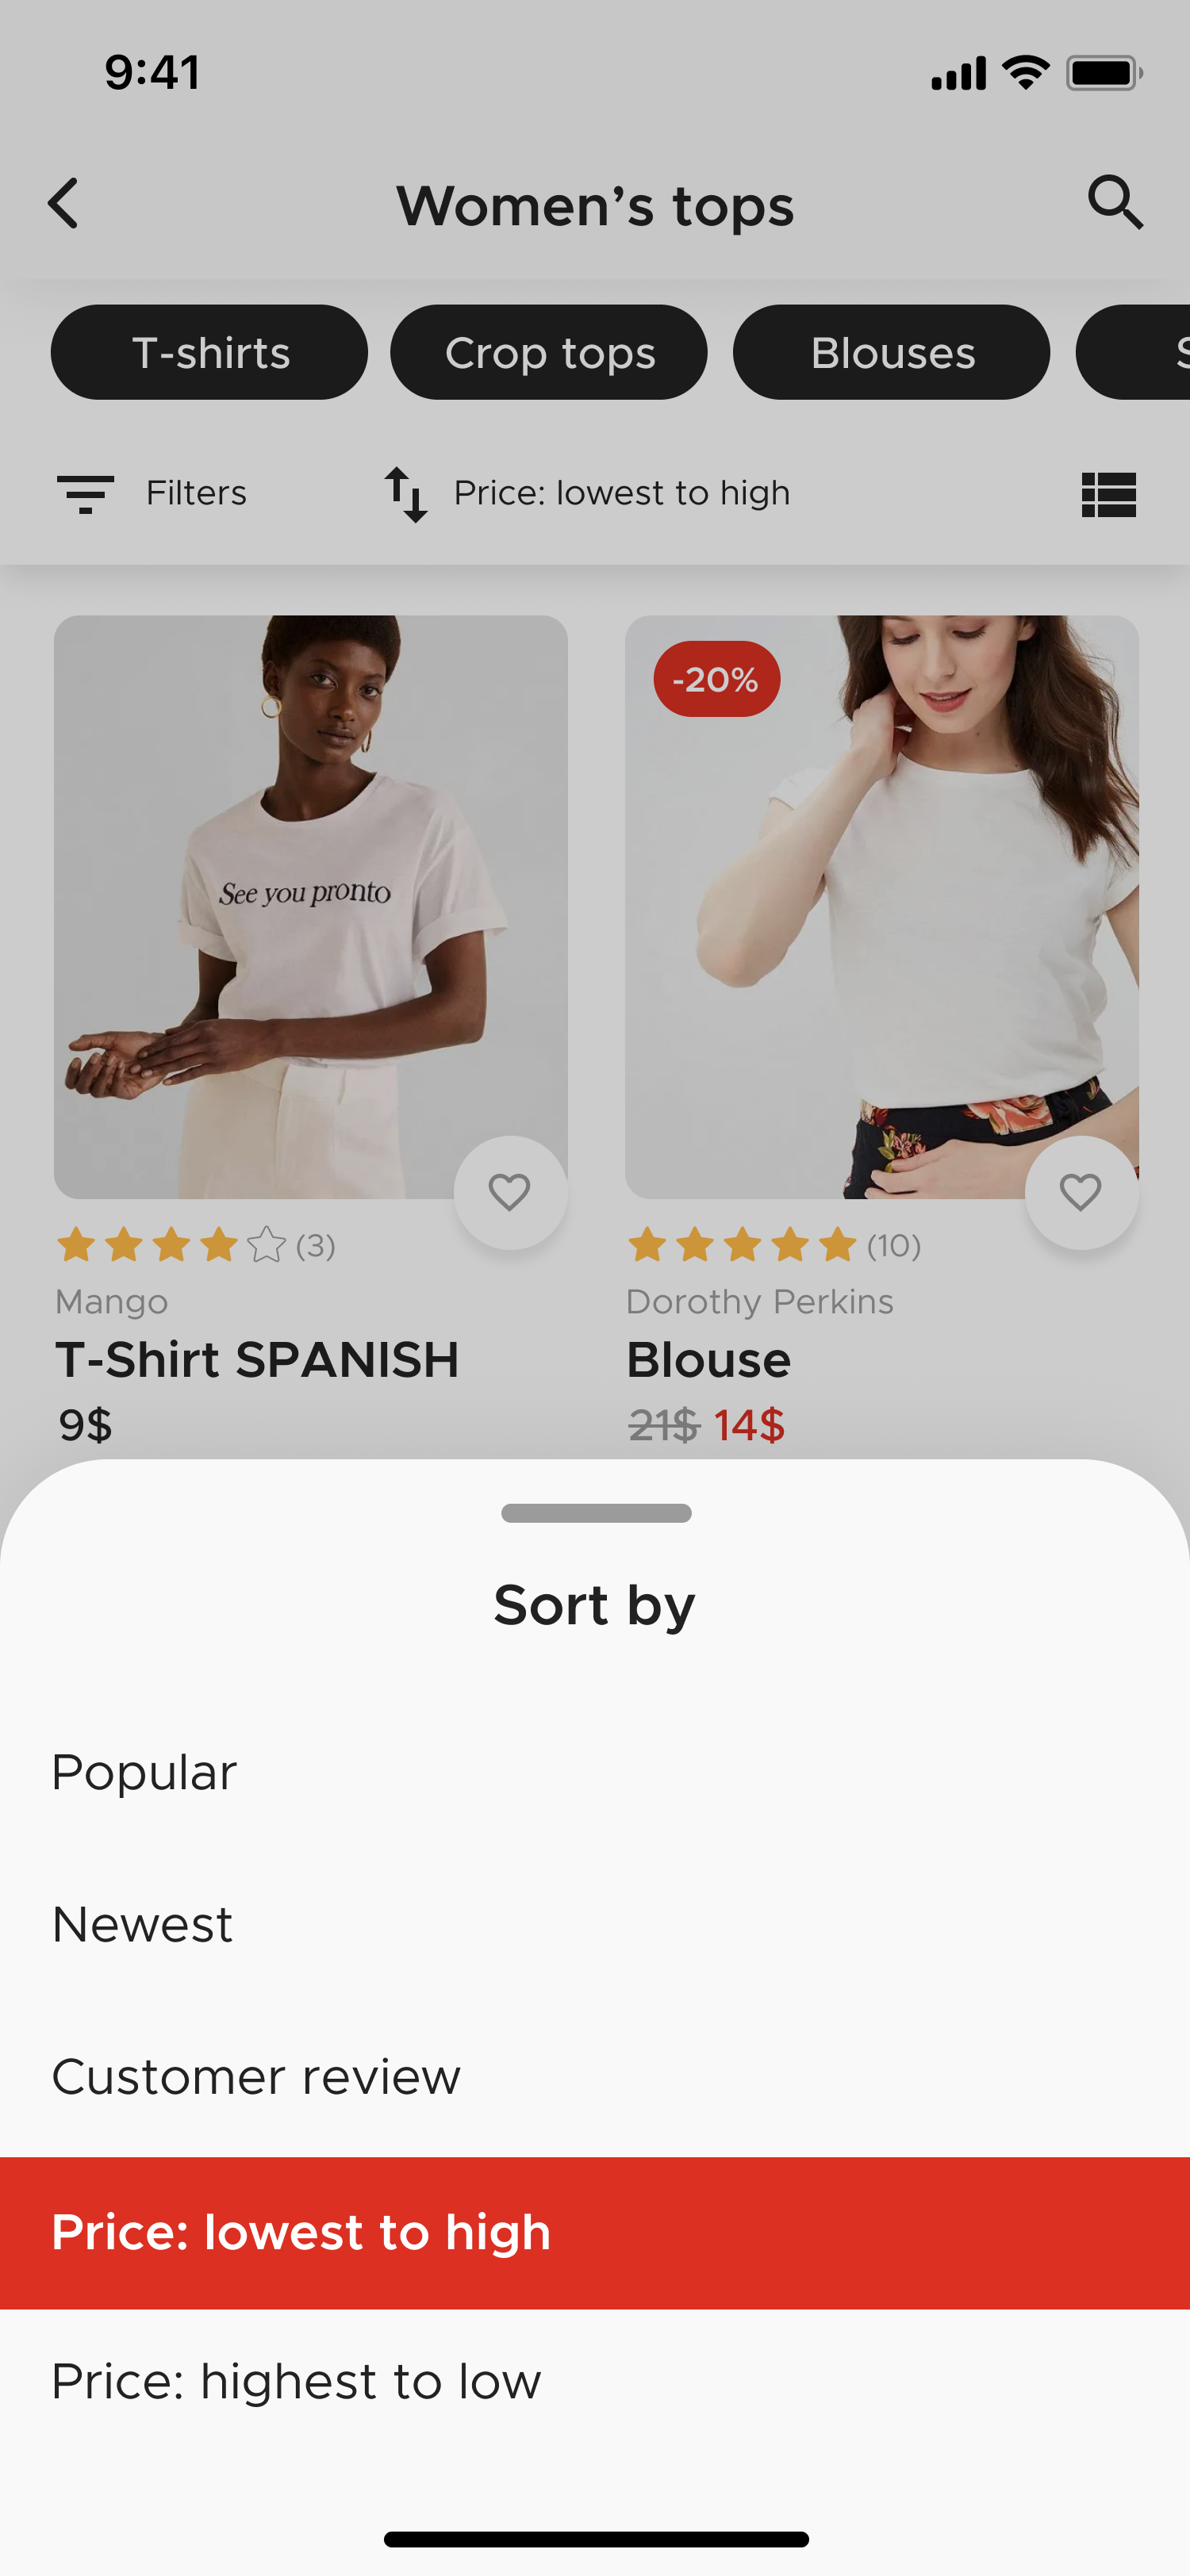 9:41
Women’s tops
T-shirts
Crop tops
Blouses
S
Filters
Price: lowest to high
See you pronto
-20%
(3)
(10)
Mango
Dorothy Perkins
T-Shirt SPANISH
Blouse
9$
21$ 14$
Sort by
Popular
Newest
Customer review
Price: lowest to high
Price: highest to low